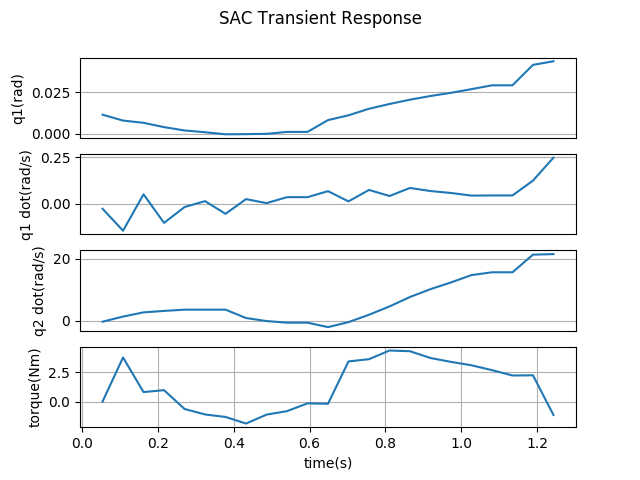 SAC Transient Response
q1(rad)
0.025
0.000
q1 dot(rad/s)
0.25
0.00
q2 dot(rad/s)
20
0
torque(Nm)
2.5
0.0
0.0 0.2 0.4 0.6 0.8 1.0 1.2
time(s)